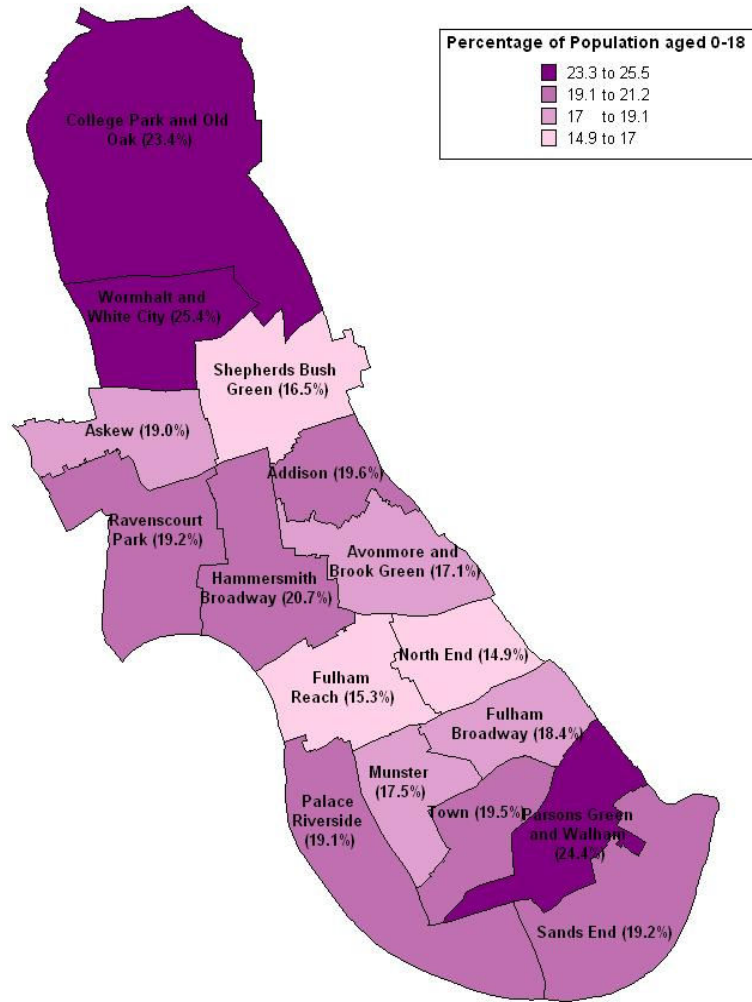 Percentage of Population aged 0-18
23.3 to 25.5
19.1 to 21.2
17 to 19.1
14.9 to 17
College Park and Old
Oak (23.4%)
Wormhalt and
White City (25.4%)
Shepherds Bush
Green (16.5%)
Askew (19.0%)
Addison (19.6%)
Ravenscourt
Park (19.2%)
Avonmore and
Brook Green (17.1%)
Hammersmith
Broadway (20.7%)
North End (14.9%)
Fulham
Reach (15.3%)
Fulham
Broadway (18.4%)
Munster
(17.5%)
Palace
Riverside
(19.1%)
Town (19.5%)
Parsons Green
and Walham
(24.4%)
Sands End (19.2%)